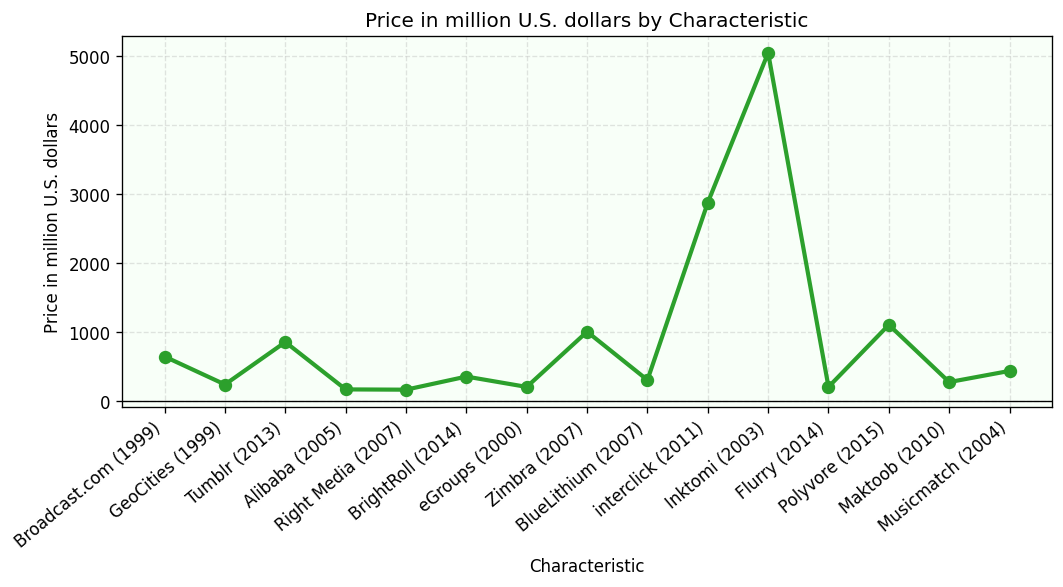 Price in million U.S. dollars by Characteristic
Price in million U.S. dollars
5000
4000
3000
2000
1000
0
Broadcast.com (1999)
GeoCities (1999)
Tumblr (2013)
Alibaba (2005)
Right Media (2007)
BrightRoll (2014)
eGroups (2000)
Zimbra (2007)
BlueLithium (2007)
interclick (2011)
Inktomi (2003)
Flurry (2014)
Polyvore (2015)
Maktoob (2010)
Musicmatch (2004)
Characteristic